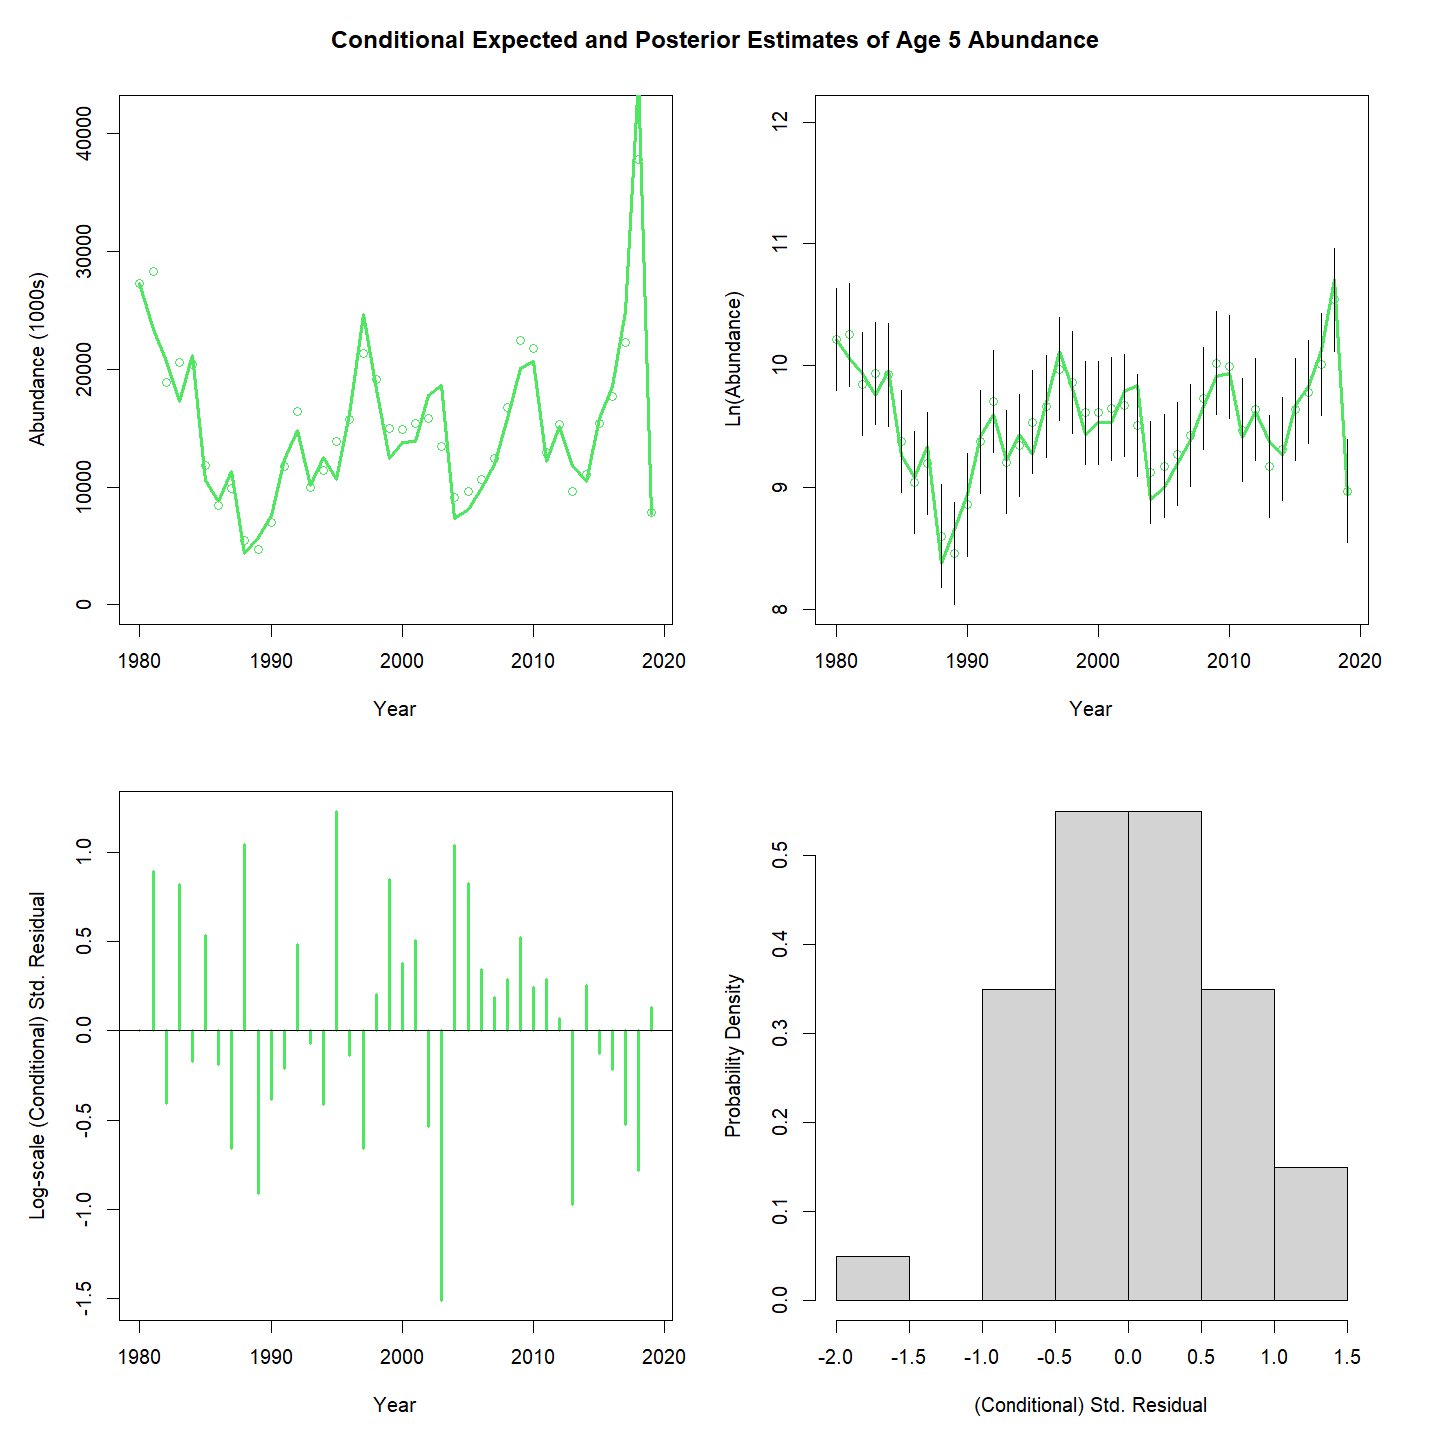 Conditional Expected and Posterior Estimates of Age 5 Abundance
Abundance (1000s)
40000
30000
20000
10000
0
1980 1990 2000 2010 2020
Year
Ln(Abundance)
12
11
10
9
8
1980 1990 2000 2010 2020
Year
Log-scale (Conditional) Std. Residual
1.0
0.5
0.0
-0.5
-1.0
-1.5
1980 1990 2000 2010 2020
Year
Probability Density
0.5
0.4
0.3
0.2
0.1
0.0
-2.0 -1.5 -1.0 -0.5 0.0 0.5 1.0 1.5
(Conditional) Std. Residual